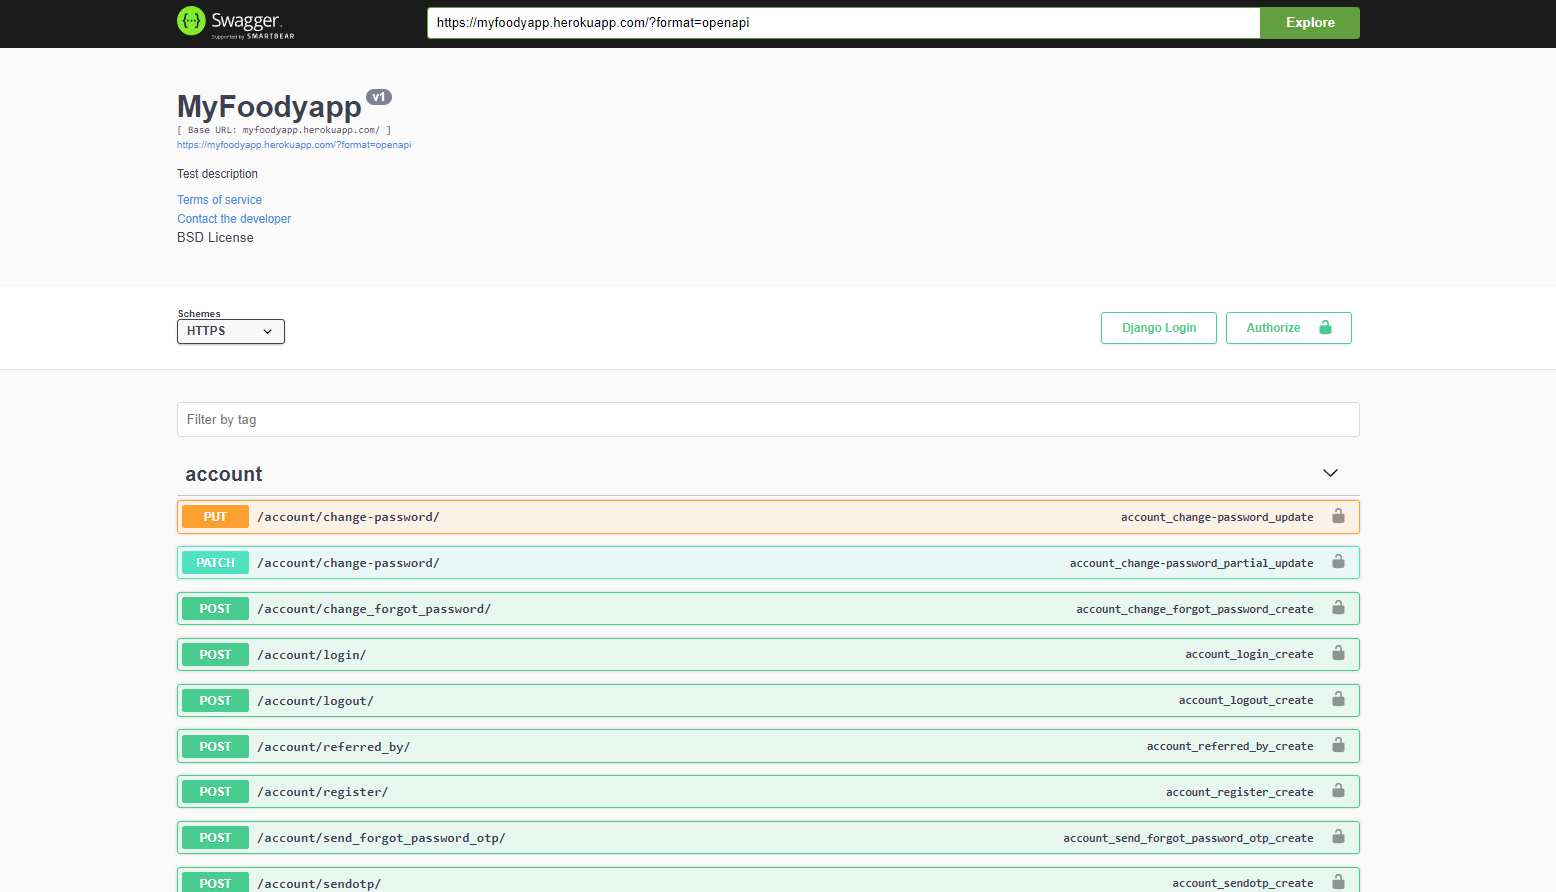 Swagger.
Supported by SMARTBEAR
https://myfoodyapp.herokuapp.com/?format=openapi
Explore
MyFoodyapp v1
[ Base URL: myfoodyapp.herokuapp.com/ ]
https://myfoodyapp.herokuapp.com/?format=openapi
Test description
Terms of service
Contact the developer
BSD License
Schemes
HTTPS
Django Login
Authorize
Filter by tag
account
PUT /account/change-password/ account_change-password_update
PATCH /account/change-password/ account_change-password_partial_update
POST /account/change_forgot_password/ account_change_forgot_password_create
POST /account/login/ account_login_create
POST /account/logout/ account_logout_create
POST /account/referred_by/ account_referred_by_create
POST /account/register/ account_register_create
POST /account/send_forgot_password_otp/ account_send_forgot_password_otp_create
POST /account/sendotp/ account_sendotp_create